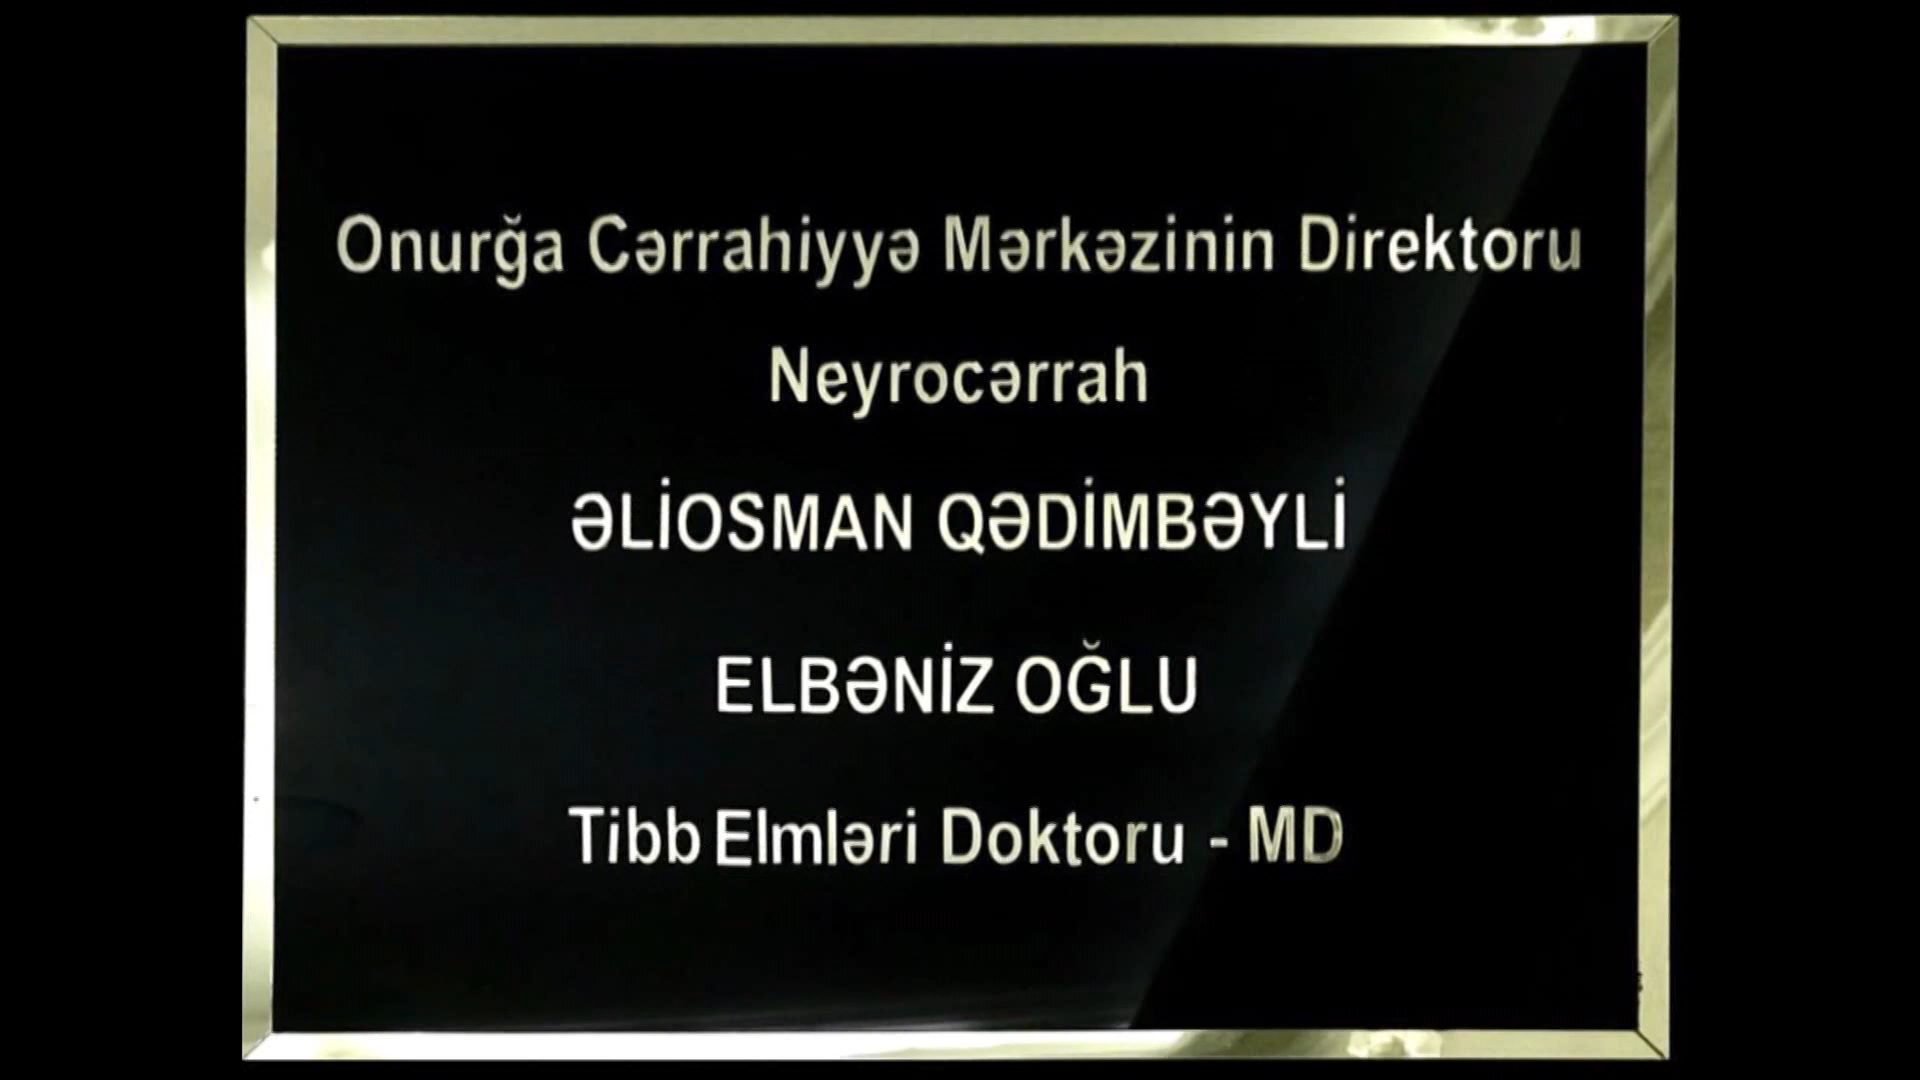 Onurğa Cərrahiyyə Mərkəzinin Direktoru
Neyrocərrah
ƏLİOSMAN QƏDİMBƏYLİ
ELBƏNİZ OĞLU
Tibb Elmləri Doktoru - MD